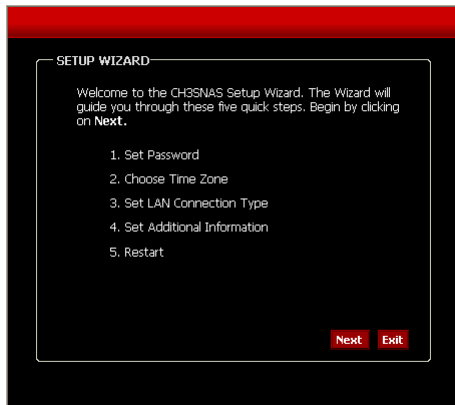 SETUP WIZARD
Welcome to the CH3SNAS Setup Wizard. The Wizard will
guide you through these five quick steps. Begin by clicking
on Next.
1. Set Password
2. Choose Time Zone
3. Set LAN Connection Type
4. Set Additional Information
5. Restart
Next Exit